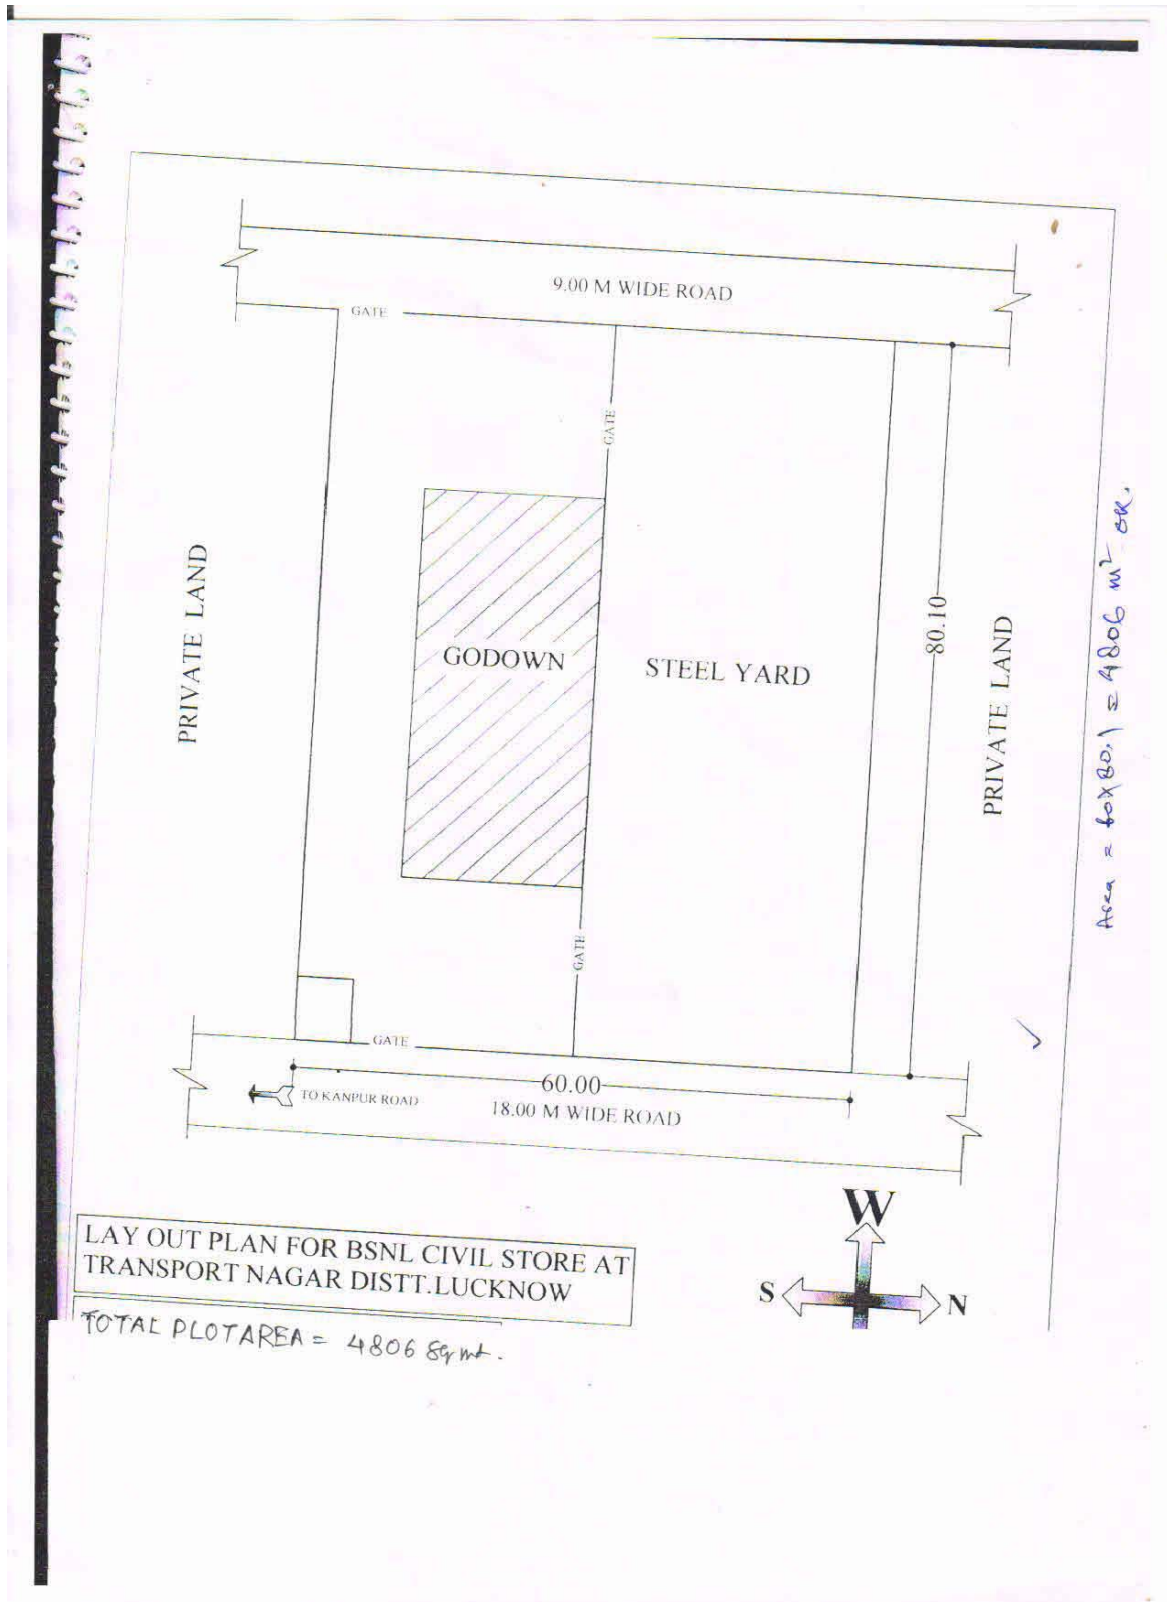 9.00 M WIDE ROAD
GATE
GATE
PRIVATE LAND
GODOWN
STEEL YARD
80.10
PRIVATE LAND
Area = 60x80.1 = 4806 m² ok.
GATE
GATE
60.00
TO KANPUR ROAD
18.00 M WIDE ROAD
W
S
N
LAY OUT PLAN FOR BSNL CIVIL STORE AT
TRANSPORT NAGAR DISTT.LUCKNOW
TOTAL PLOTAREA = 4806 Sq mt.